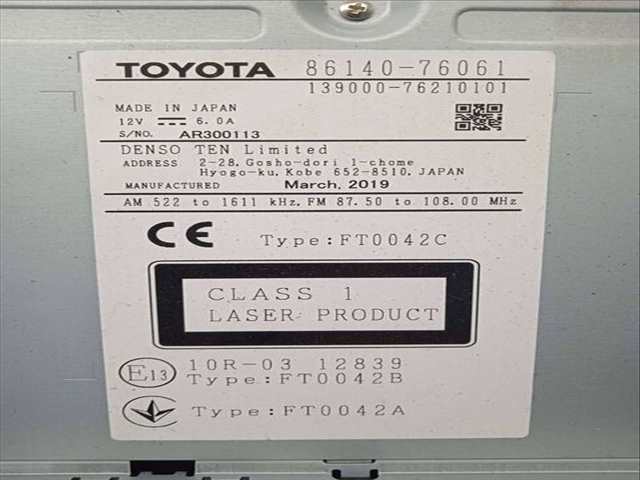 TOYOTA 86140-76061
139000-76210101
MADE IN JAPAN
12V 6.0A
S/NO. AR300113
DENSO TEN Limited
ADDRESS 2-28, Gosho-dori 1-chome
Hyogo-ku, Kobe 652-8510, JAPAN
MANUFACTURED March, 2019
AM 522 to 1611 kHz, FM 87.50 to 108.00 MHz
CE Type:FT0042C
CLASS 1
LASER PRODUCT
E13 10R-03 12839
Type:FT0042B
Type:FT0042A